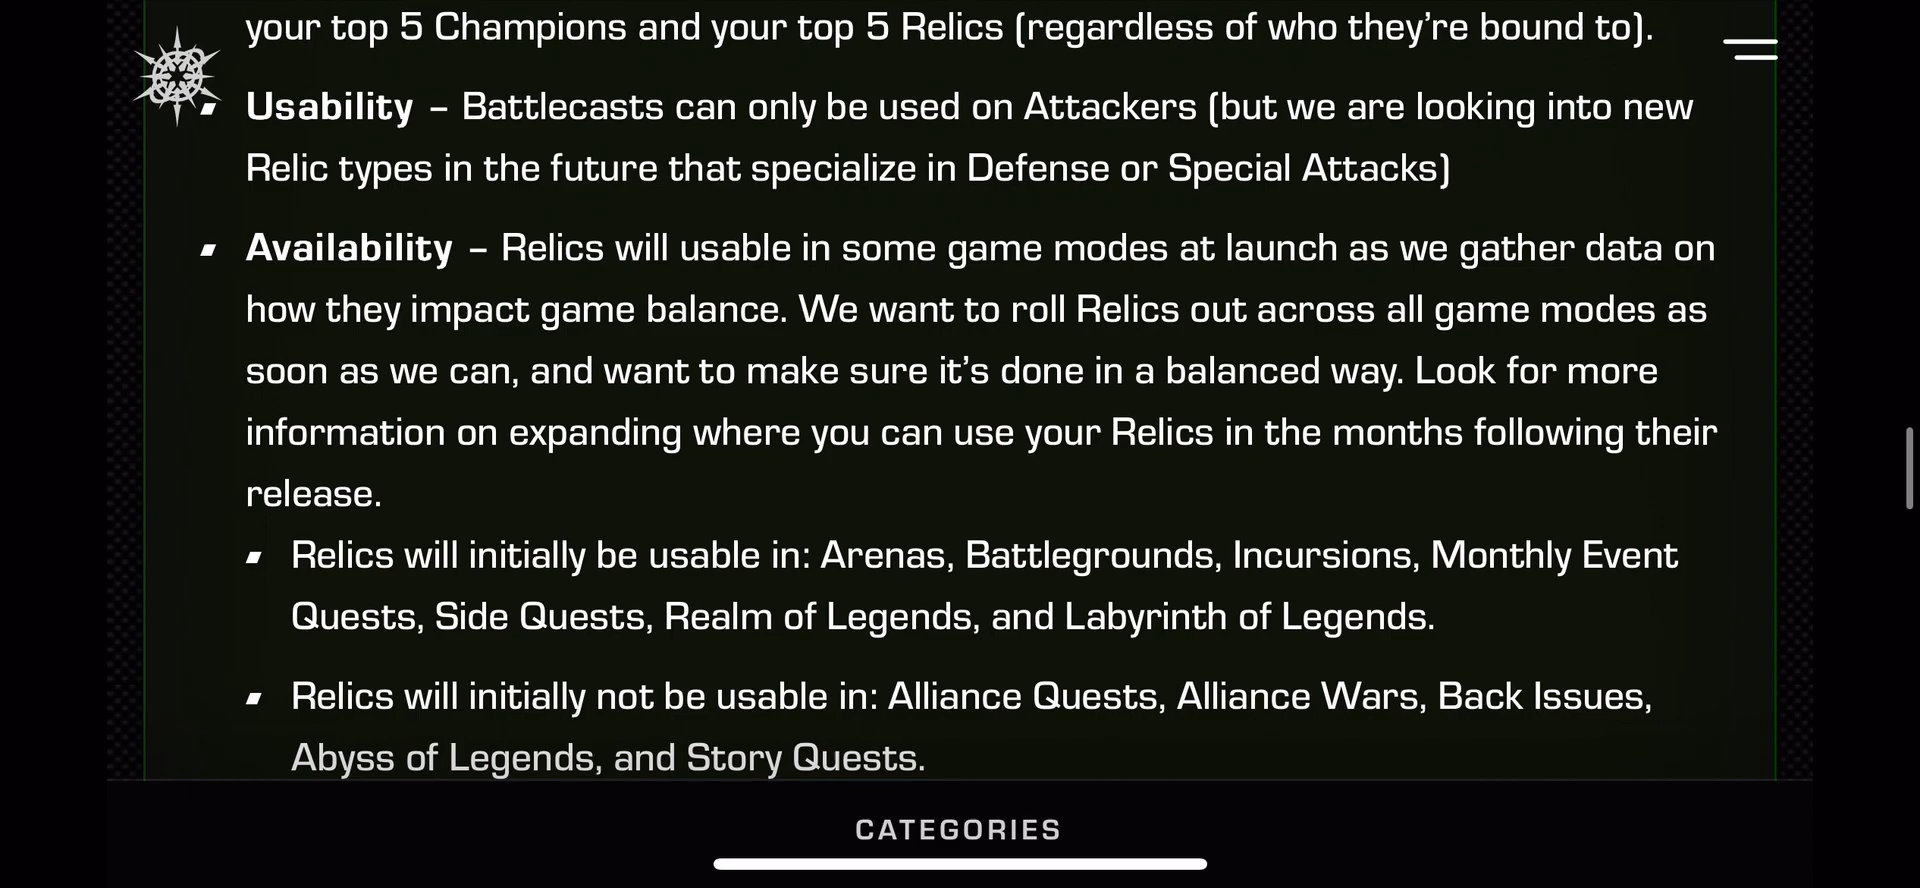 your top 5 Champions and your top 5 Relics (regardless of who they're bound to).
Usability – Battlecasts can only be used on Attackers (but we are looking into new
Relic types in the future that specialize in Defense or Special Attacks)
Availability – Relics will usable in some game modes at launch as we gather data on
how they impact game balance. We want to roll Relics out across all game modes as
soon as we can, and want to make sure it's done in a balanced way. Look for more
information on expanding where you can use your Relics in the months following their
release.
Relics will initially be usable in: Arenas, Battlegrounds, Incursions, Monthly Event
Quests, Side Quests, Realm of Legends, and Labyrinth of Legends.
Relics will initially not be usable in: Alliance Quests, Alliance Wars, Back Issues,
Abyss of Legends, and Story Quests.
CATEGORIES